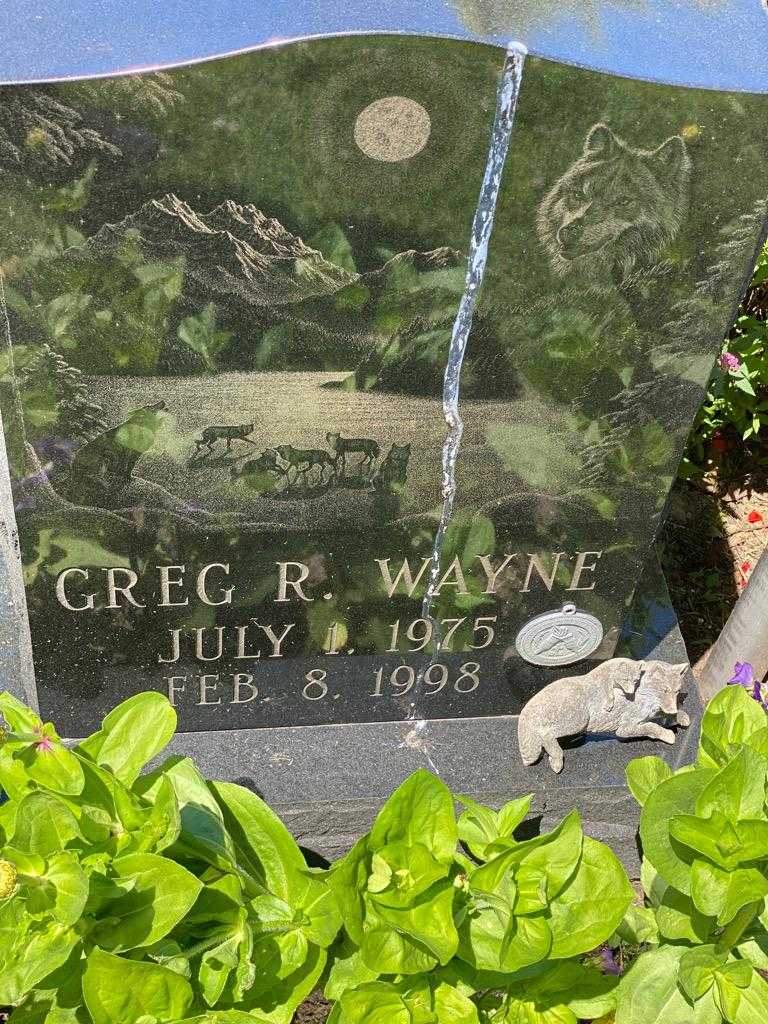 GREG R. WAYNE
JULY 1, 1975
FEB. 8, 1998